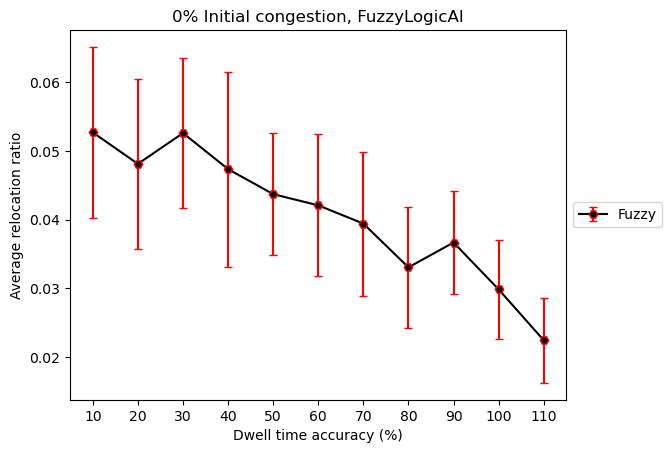 0% Initial congestion, FuzzyLogicAI
0.06
0.05
0.04
0.03
0.02
Average relocation ratio
10 20 30 40 50 60 70 80 90 100 110
Dwell time accuracy (%)
Fuzzy